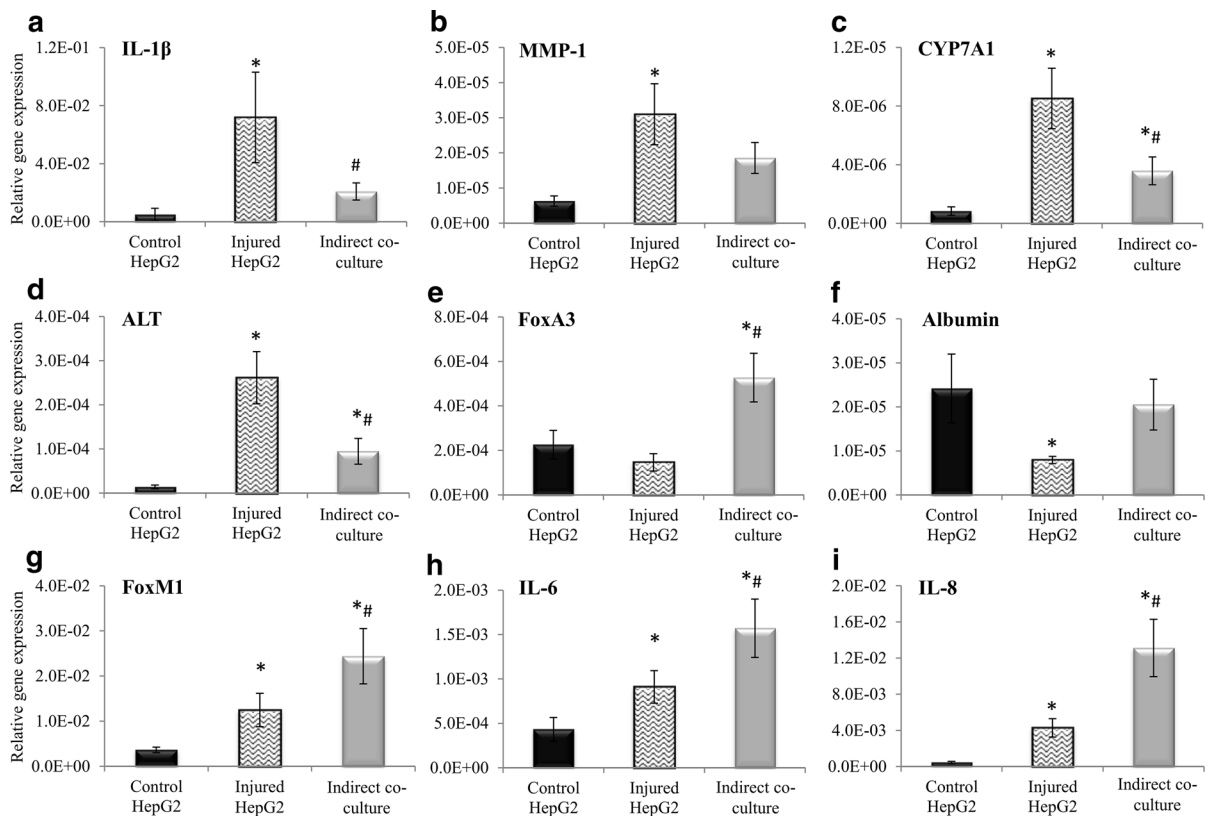 a
IL-1β
Relative gene expression
1.2E-01
8.0E-02
4.0E-02
0.0E+00
*
#
Control HepG2
Injured HepG2
Indirect co-culture
b
MMP-1
5.0E-05
4.0E-05
3.0E-05
2.0E-05
1.0E-05
0.0E+00
*
Control HepG2
Injured HepG2
Indirect co-culture
c
CYP7A1
1.2E-05
8.0E-06
4.0E-06
0.0E+00
*
*#
Control HepG2
Injured HepG2
Indirect co-culture
d
ALT
Relative gene expression
4.0E-04
3.0E-04
2.0E-04
1.0E-04
0.0E+00
*
*#
Control HepG2
Injured HepG2
Indirect co-culture
e
FoxA3
8.0E-04
6.0E-04
4.0E-04
2.0E-04
0.0E+00
*#
Control HepG2
Injured HepG2
Indirect co-culture
f
Albumin
4.0E-05
3.0E-05
2.0E-05
1.0E-05
0.0E+00
*
Control HepG2
Injured HepG2
Indirect co-culture
g
FoxM1
Relative gene expression
4.0E-02
3.0E-02
2.0E-02
1.0E-02
0.0E+00
*
*#
Control HepG2
Injured HepG2
Indirect co-culture
h
IL-6
2.0E-03
1.5E-03
1.0E-03
5.0E-04
0.0E+00
*
*#
Control HepG2
Injured HepG2
Indirect co-culture
i
IL-8
2.0E-02
1.6E-02
1.2E-02
8.0E-03
4.0E-03
0.0E+00
*
*#
Control HepG2
Injured HepG2
Indirect co-culture